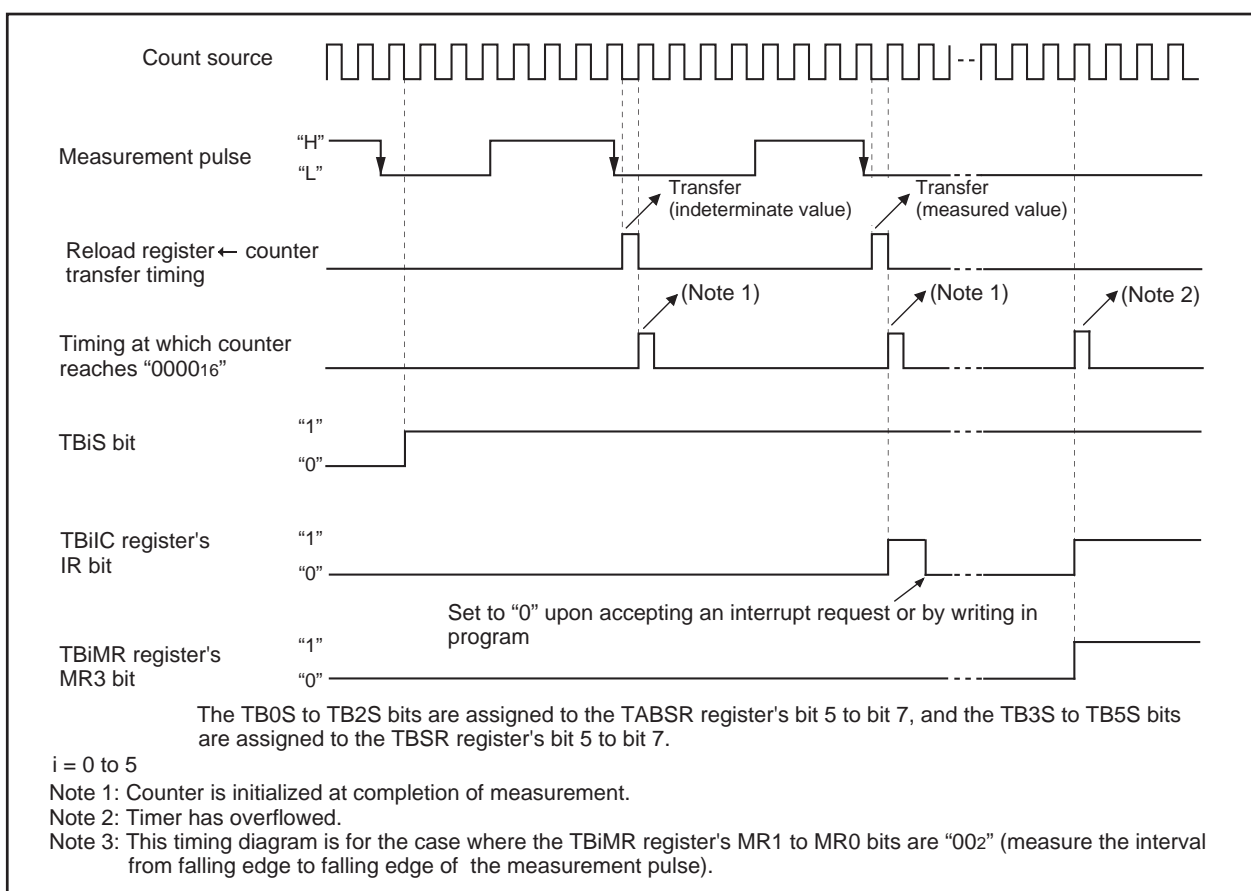 Count source
Measurement pulse
“H”
“L”
Transfer
(indeterminate value)
Transfer
(measured value)
Reload register ← counter
transfer timing
(Note 1)
(Note 1)
(Note 2)
Timing at which counter
reaches “000016”
TBiS bit
“1”
“0”
TBiIC register's
IR bit
“1”
“0”
Set to “0” upon accepting an interrupt request or by writing in
program
TBiMR register's
MR3 bit
“1”
“0”
The TB0S to TB2S bits are assigned to the TABSR register's bit 5 to bit 7, and the TB3S to TB5S bits
are assigned to the TBSR register's bit 5 to bit 7.
i = 0 to 5
Note 1: Counter is initialized at completion of measurement.
Note 2: Timer has overflowed.
Note 3: This timing diagram is for the case where the TBiMR register's MR1 to MR0 bits are “002” (measure the interval
from falling edge to falling edge of the measurement pulse).